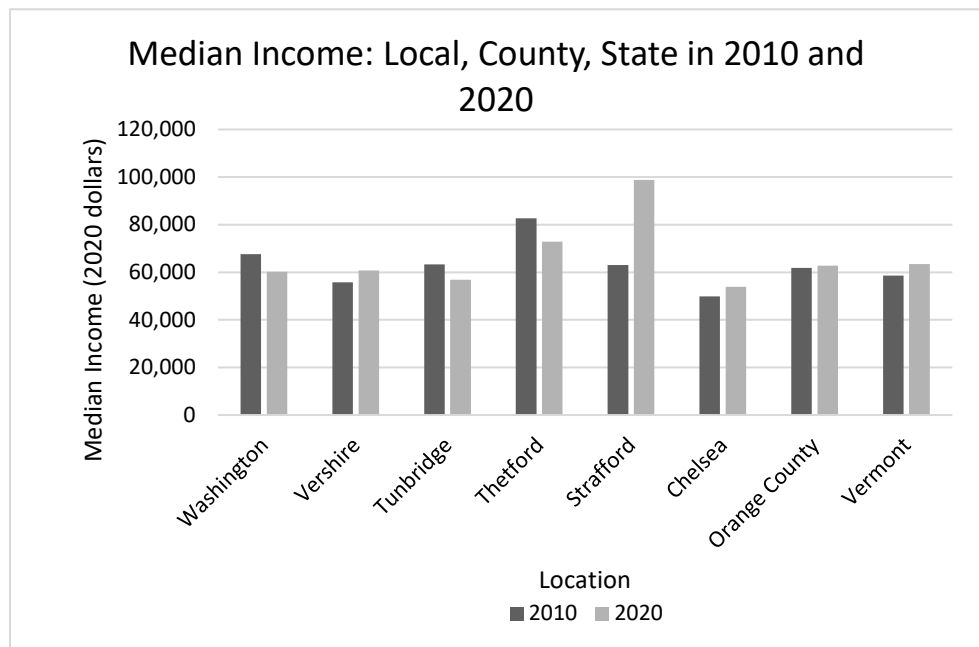 Median Income: Local, County, State in 2010 and
2020
Median Income (2020 dollars)
120,000
100,000
80,000
60,000
40,000
20,000
0
Washington
Vershire
Tunbridge
Thetford
Strafford
Chelsea
Orange County
Vermont
Location
2010 2020